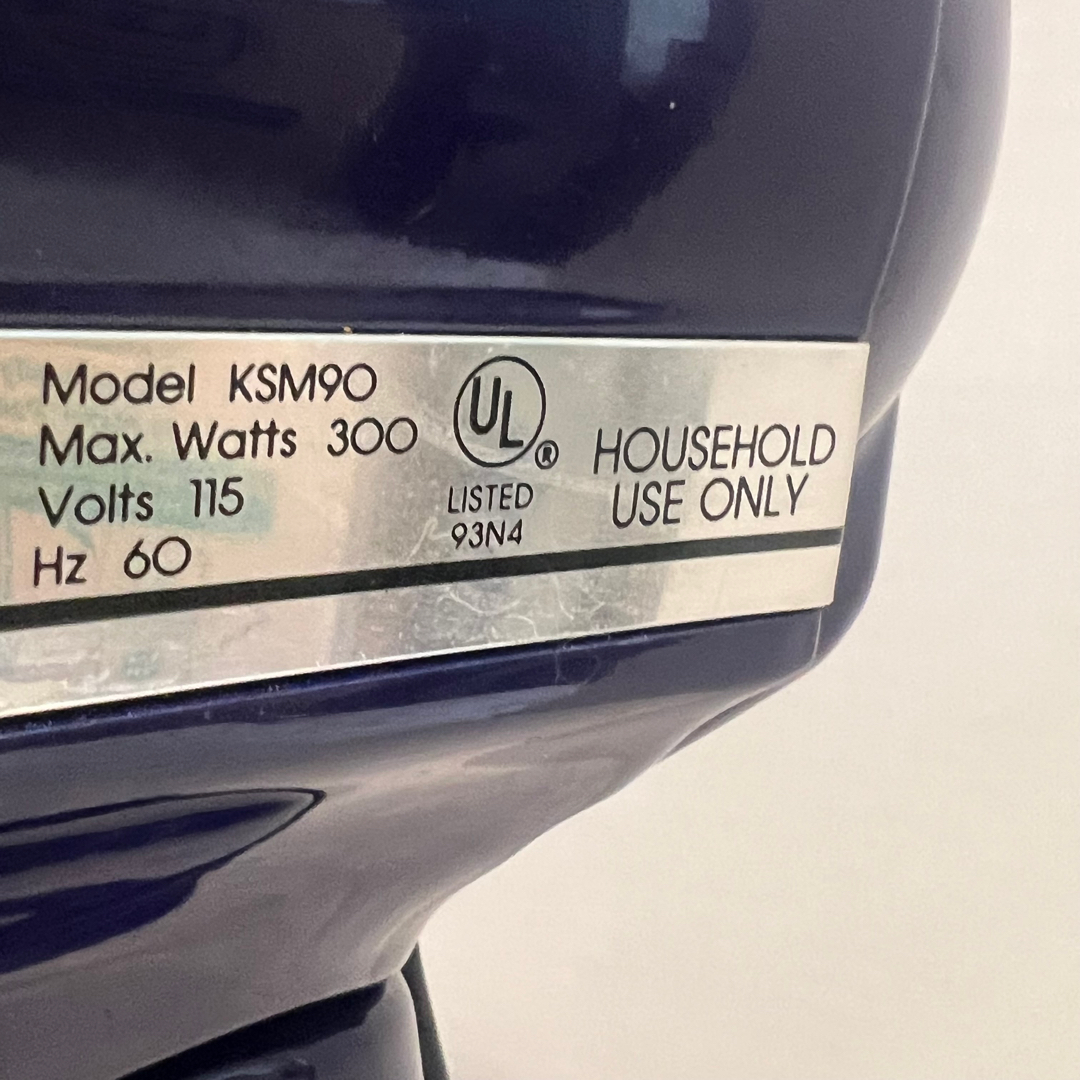 Model KSM90
Max. Watts 300
Volts 115
Hz 60
UL ®
LISTED
93N4
HOUSEHOLD
USE ONLY